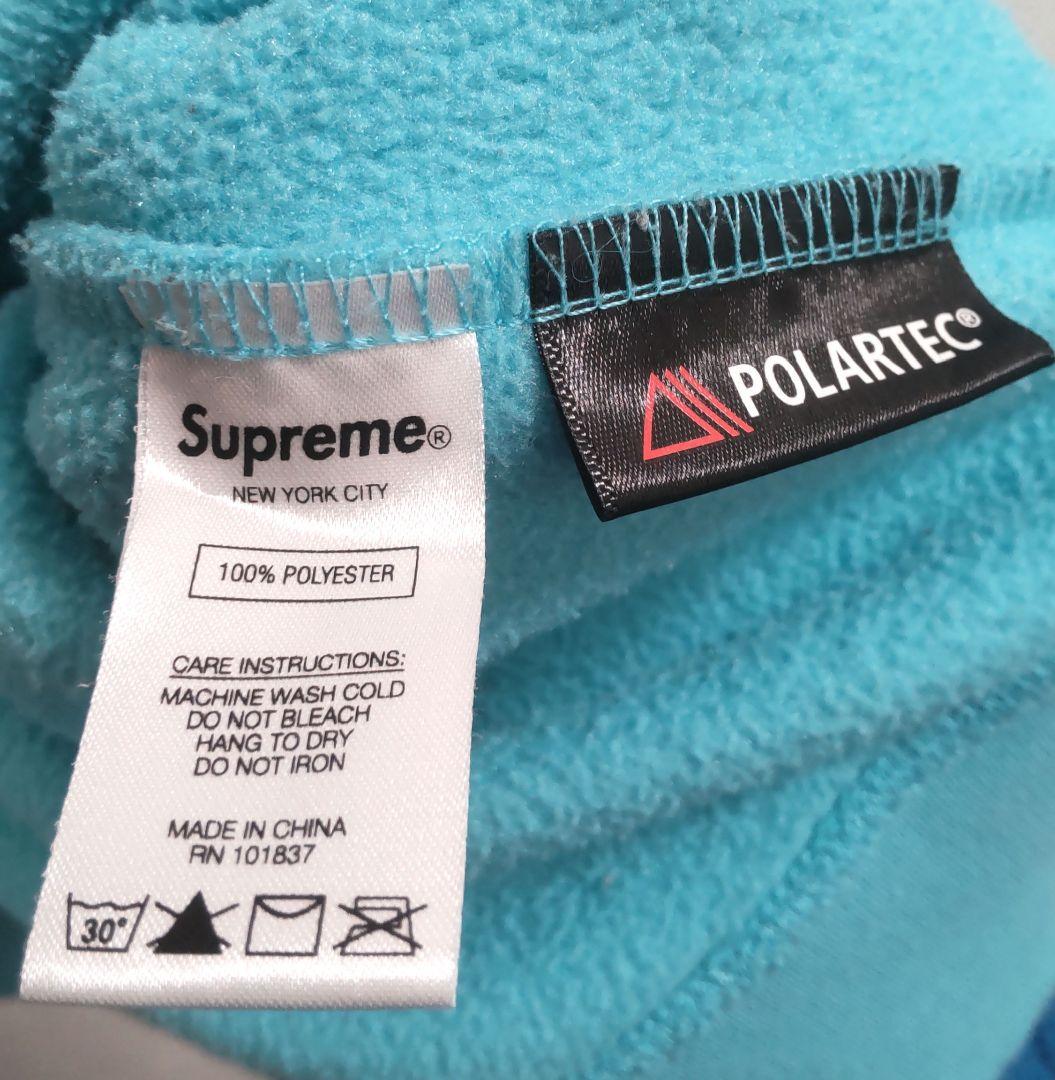 Supreme®
NEW YORK CITY
100% POLYESTER
CARE INSTRUCTIONS:
MACHINE WASH COLD
DO NOT BLEACH
HANG TO DRY
DO NOT IRON
MADE IN CHINA
RN 101837
30°
POLARTEC®